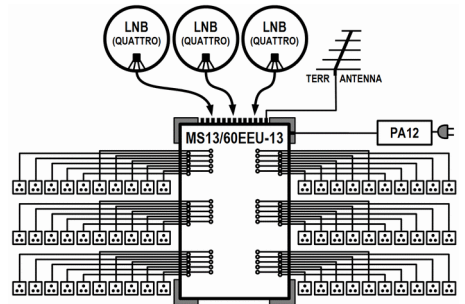 LNB
(QUATTRO)
LNB
(QUATTRO)
LNB
(QUATTRO)
TERR ANTENNA
MS13/60EEU-13
PA12